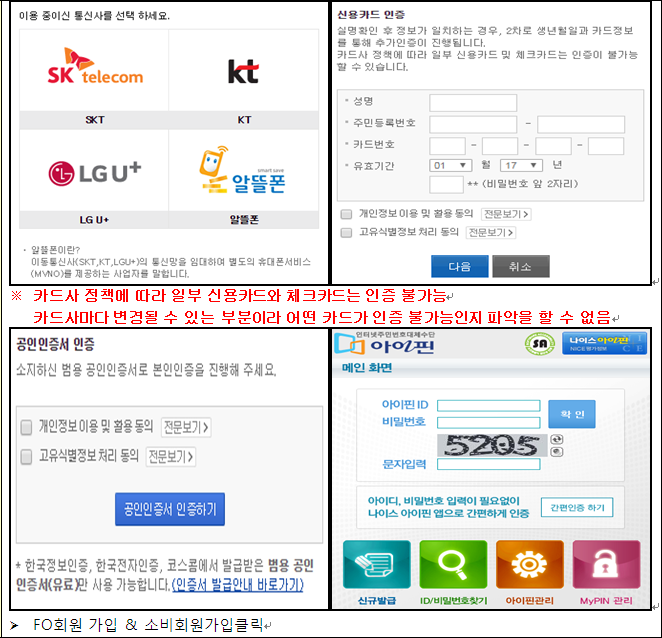 이용 중이신 통신사를 선택 하세요.
SK telecom
kt
SKT
KT
LG U+
smart save
알뜰폰
LG U+
알뜰폰
· 알뜰폰이란?
이동통신사(SKT,KT,LGU+)의 통신망을 임대하며 별도의 휴대폰서비스
(MVNO)를 제공하는 사업자를 말합니다.
신용카드 인증
실명확인 후 정보가 일치하는 경우, 2차로 생년월일과 카드정보
를 통해 추가인증이 진행됩니다.
카드사 정책에 따라 일부 신용카드 및 체크카드는 인증이 불가능
할 수 있습니다.
· 성명
· 주민등록번호 -
· 카드번호 - - -
· 유효기간 01 월 17 년
** (비밀번호 앞 2자리)
개인정보 이용 및 활용 동의 전문보기>
고유식별정보 처리 동의 전문보기>
다음 취소
※ 카드사 정책에 따라 일부 신용카드와 체크카드는 인증 불가능
카드사마다 변경될 수 있는 부분이라 어떤 카드가 인증 불가능인지 파악을 할 수 없음
공인인증서 인증
소지하신 범용 공인인증서로 본인인증을 진행해 주세요.
개인정보 이용 및 활용 동의 전문보기>
고유식별정보 처리 동의 전문보기>
공인인증서 인증하기
* 한국정보인증, 한국전자인증, 코스콤에서 발급받은 범용 공인
인증서(유료)만 사용 가능합니다.(인증서 발급안내 바로가기)
인터넷주민번호대체수단
아이핀
SA
나이스아이핀
NICE평가정보
메인 화면
아이핀 ID
비밀번호
확 인
5205
문자입력
아이디, 비밀번호 입력이 필요없이
나이스 아이핀 앱으로 간편하게 인증
간편인증 하기
신규발급
ID/비밀번호찾기
아이핀관리
MyPIN 관리
➤ FO회원 가입 & 소비회원가입클릭